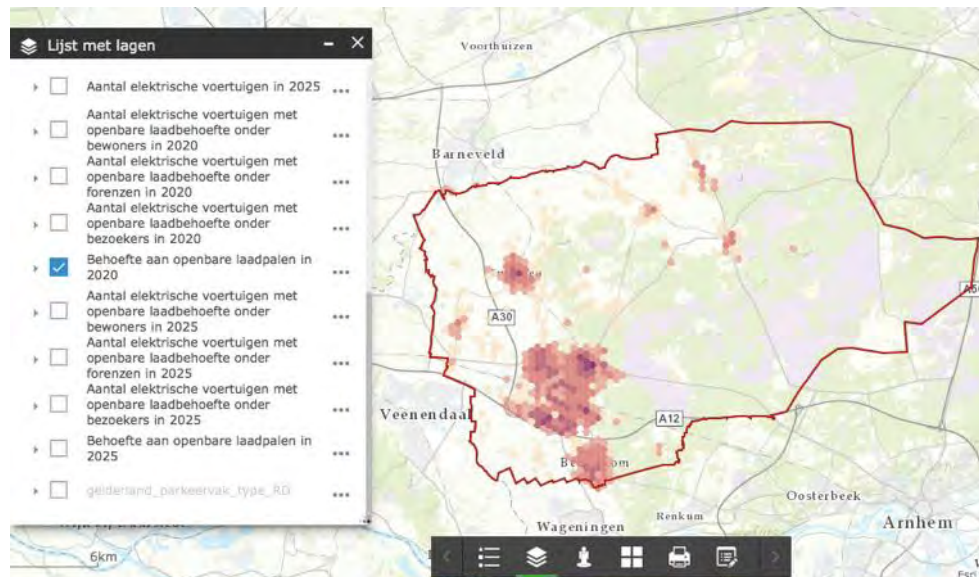 Lijst met lagen
Aantal elektrische voertuigen in 2025
Aantal elektrische voertuigen met
openbare laadbehoefte onder
bewoners in 2020
Aantal elektrische voertuigen met
openbare laadbehoefte onder
forenzen in 2020
Aantal elektrische voertuigen met
openbare laadbehoefte onder
bezoekers in 2020
Behoefte aan openbare laadpalen in
2020
Aantal elektrische voertuigen met
openbare laadbehoefte onder
bewoners in 2025
Aantal elektrische voertuigen met
openbare laadbehoefte onder
forenzen in 2025
Aantal elektrische voertuigen met
openbare laadbehoefte onder
bezoekers in 2025
Behoefte aan openbare laadpalen in
2025
gelderland_parkeervak_type_RD
Voorthuizen
Barneveld
A30
Veenendaal
A12
Oosterbeek
Renkum
Wageningen
Arnhem
6km